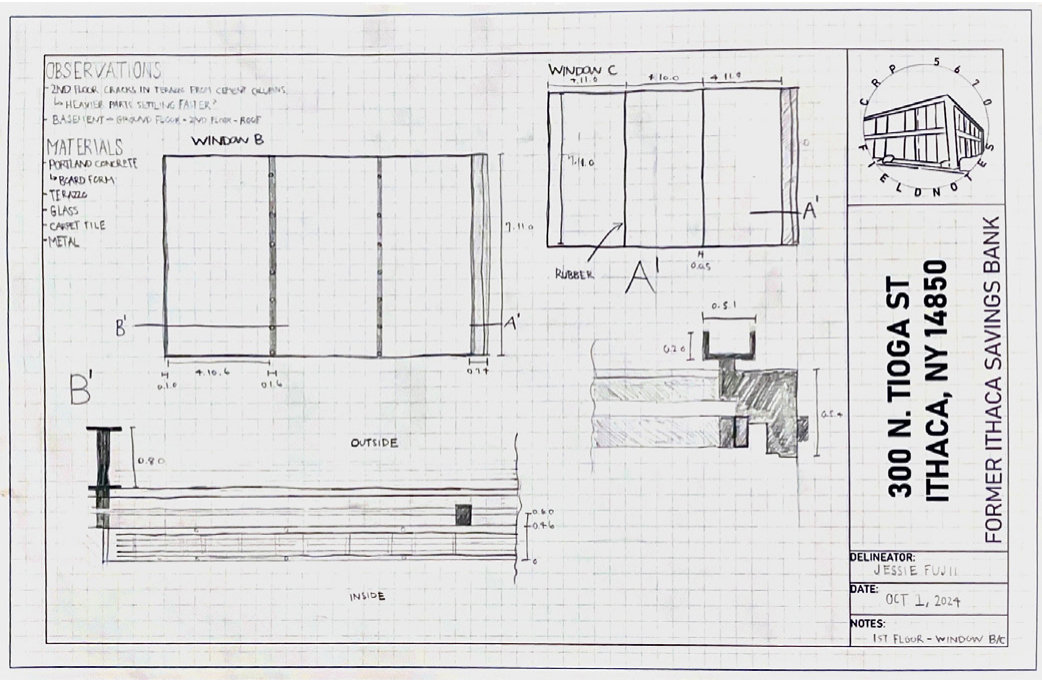 OBSERVATIONS
- 2ND FLOOR CRACKS IN TERAZZO FROM CEMENT COLUMNS
↳ HEAVIER PARTS SETTLING FASTER?
- BASEMENT - GROUND FLOOR - 2ND FLOOR - ROOF
MATERIALS
- PORTLAND CONCRETE
↳ BOARD FORM
- TERAZZO
- GLASS
- CARPET TILE
- METAL
WINDOW B
7.11.0
B'
A'
0.1.0
4.10.6
0.1.6
B'
OUTSIDE
0.8.0
0.6.0
0.4.6
0
INSIDE
WINDOW C
4.11.0
4.10.0
4.11.0
7.11.0
A'
RUBBER
A'
0.0.5
0.5.1
0.2.0
0.5.4
CRP 5620
FIELDNOTES
300 N. TIOGA ST
ITHACA, NY 14850
FORMER ITHACA SAVINGS BANK
DELINEATOR:
JESSIE FUJII
DATE:
OCT 1, 2024
NOTES:
1ST FLOOR - WINDOW B/C